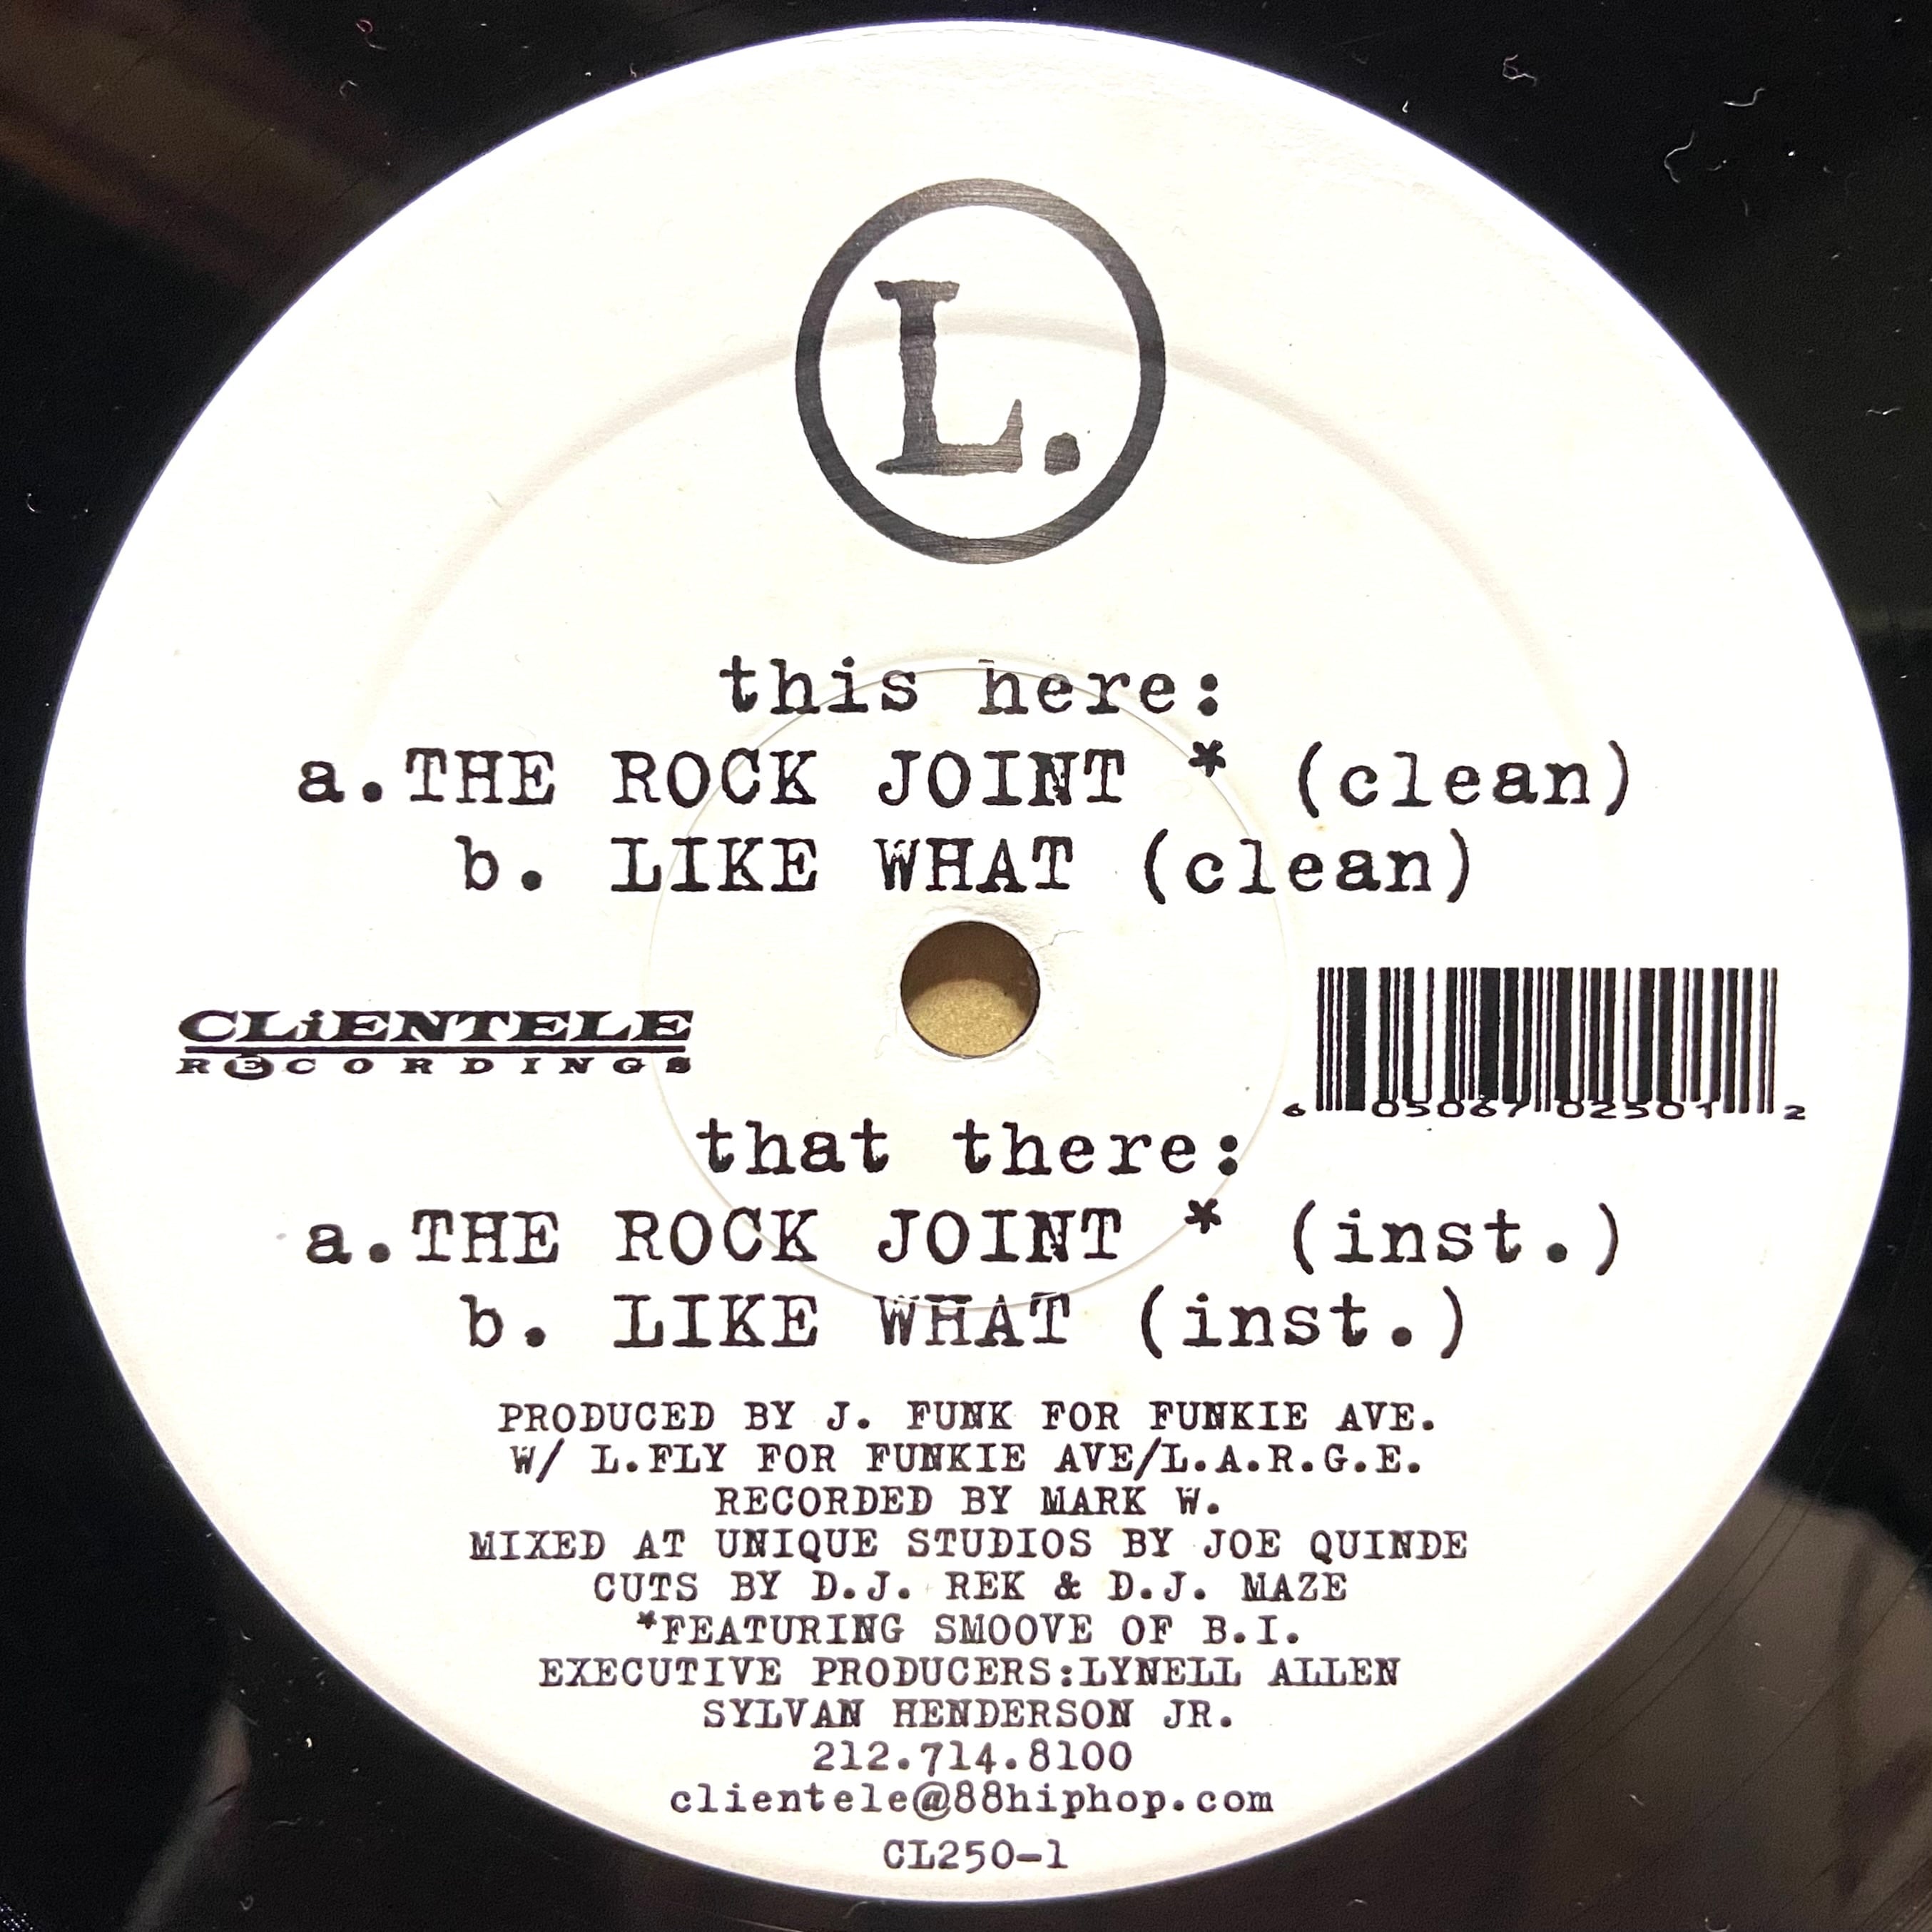 L.
this here:
a.THE ROCK JOINT * (clean)
b. LIKE WHAT (clean)
CLiENTELE
RECORDINGS
6 05067 02501 2
that there:
a.THE ROCK JOINT * (inst.)
b. LIKE WHAT (inst.)
PRODUCED BY J. FUNK FOR FUNKIE AVE.
W/ L.FLY FOR FUNKIE AVE/L.A.R.G.E.
RECORDED BY MARK W.
MIXED AT UNIQUE STUDIOS BY JOE QUINDE
CUTS BY D.J. REK & D.J. MAZE
*FEATURING SMOOVE OF B.I.
EXECUTIVE PRODUCERS:LYNELL ALLEN
SYLVAN HENDERSON JR.
212.714.8100
clientele@88hiphop.com
CL250-1